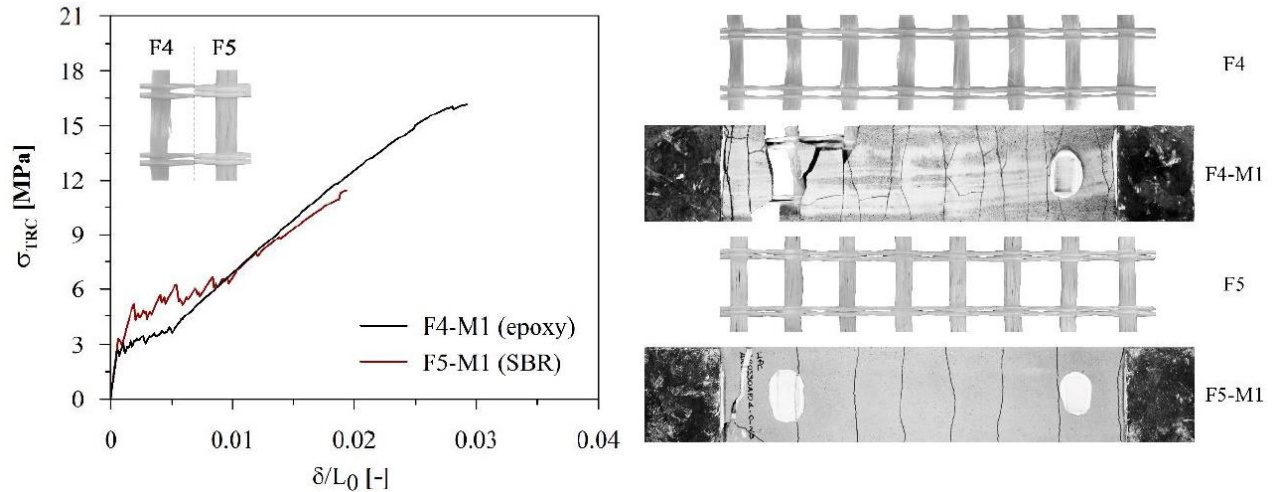 21
18
15
12
9
6
3
0
σTRC [MPa]
F4 F5
F4-M1 (epoxy)
F5-M1 (SBR)
0 0.01 0.02 0.03 0.04
δ/L0 [-]
F4
F4-M1
F5
F5-M1